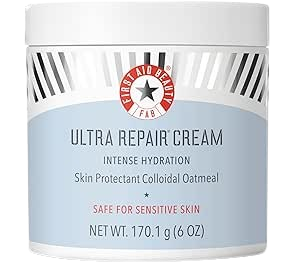 FIRST AID BEAUTY
FAB
ULTRA REPAIR® CREAM
INTENSE HYDRATION
Skin Protectant Colloidal Oatmeal
SAFE FOR SENSITIVE SKIN
NET WT. 170.1 g (6 OZ)